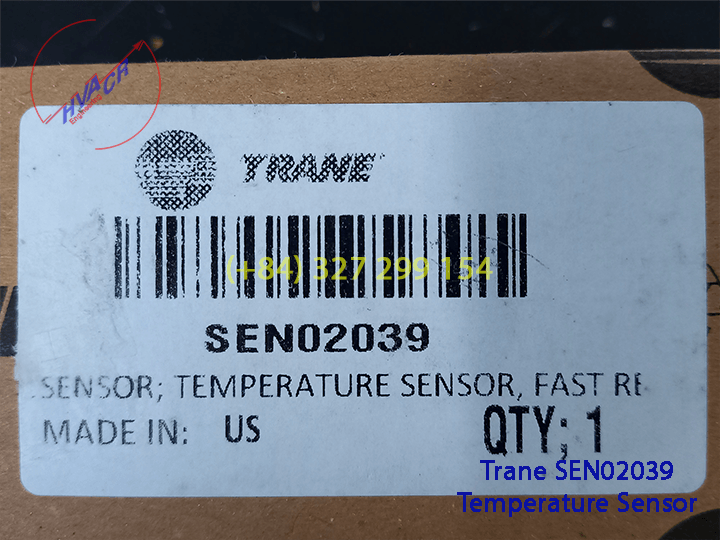 HVACR
Engineering
TRANE
(+84) 327 299 154
SEN02039
SENSOR; TEMPERATURE SENSOR, FAST RE
MADE IN: US
QTY; 1
Trane SEN02039
Temperature Sensor